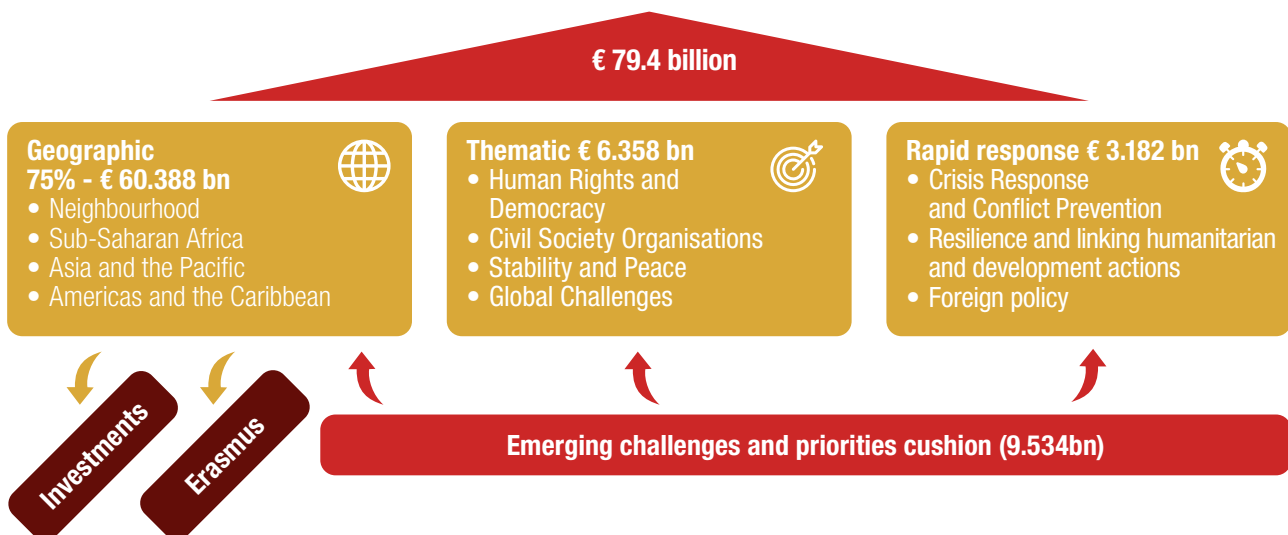 € 79.4 billion
Geographic
75% - € 60.388 bn
• Neighbourhood
• Sub-Saharan Africa
• Asia and the Pacific
• Americas and the Caribbean
Thematic € 6.358 bn
• Human Rights and
Democracy
• Civil Society Organisations
• Stability and Peace
• Global Challenges
Rapid response € 3.182 bn
• Crisis Response
and Conflict Prevention
• Resilience and linking humanitarian
and development actions
• Foreign policy
Investments
Erasmus
Emerging challenges and priorities cushion (9.534bn)